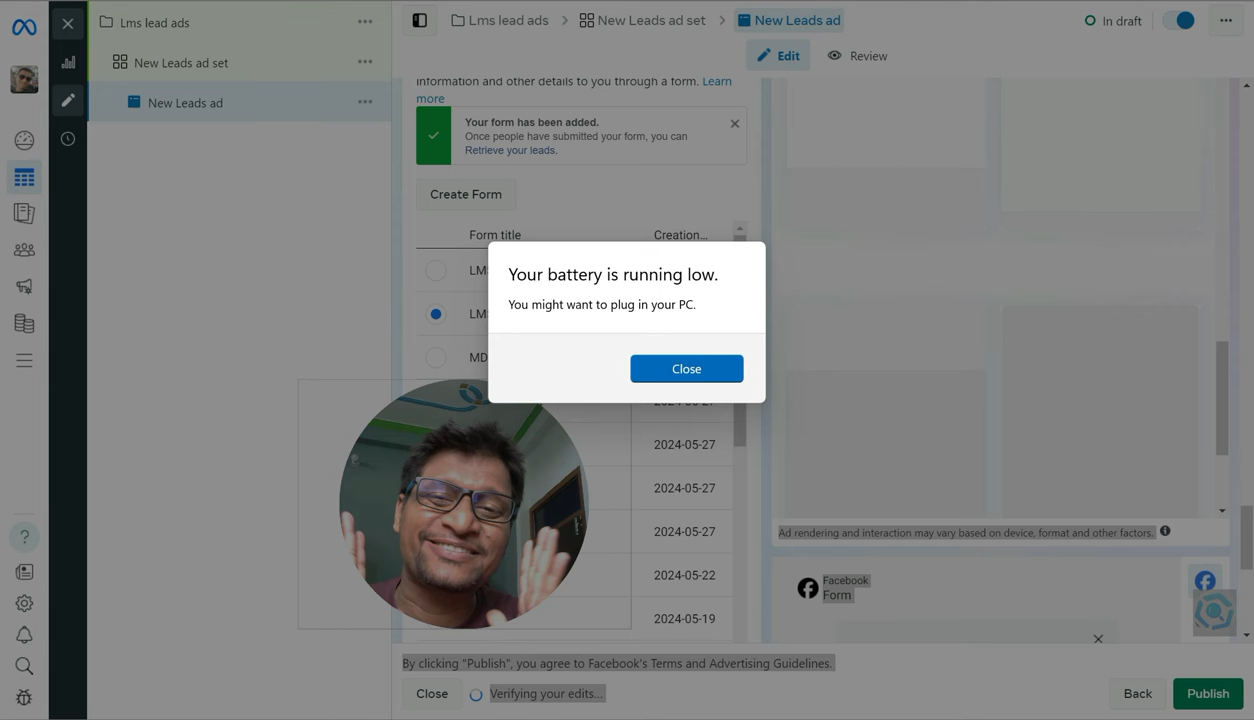 Lms lead ads
New Leads ad set
New Leads ad
Lms lead ads
New Leads ad set
New Leads ad
In draft
Edit
Review
information and other details to you through a form. Learn
more
Your form has been added.
Once people have submitted your form, you can
Retrieve your leads.
Create Form
Form title
Creation...
LM
LM
MD
Your battery is running low.
You might want to plug in your PC.
Close
2024-05-27
2024-05-27
2024-05-27
2024-05-22
2024-05-19
Ad rendering and interaction may vary based on device, format and other factors.
Facebook
Form
By clicking "Publish", you agree to Facebook's Terms and Advertising Guidelines.
Close
Verifying your edits...
Back
Publish